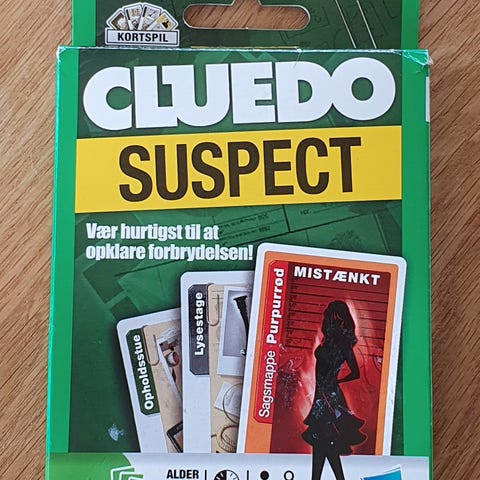 KORTSPIL
CLUEDO
SUSPECT
Vær hurtigst til at
opklare forbrydelsen!
Opholdsstue
Lysestage
Sagsmappe Purpurrød
MISTÆNKT
ALDER